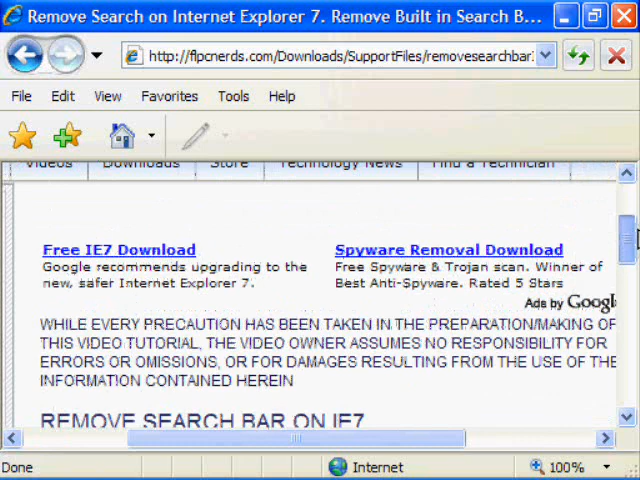 Remove Search on Internet Explorer 7. Remove Built in Search B...
http://flpcnerds.com/Downloads/SupportFiles/removesearchbar
File Edit View Favorites Tools Help
Videos Downloads Store Technology News Find a Technician
Free IE7 Download
Google recommends upgrading to the
new, safer Internet Explorer 7.
Spyware Removal Download
Free Spyware & Trojan scan. Winner of
Best Anti-Spyware. Rated 5 Stars
Ads by Googl
WHILE EVERY PRECAUTION HAS BEEN TAKEN IN THE PREPARATION/MAKING OF
THIS VIDEO TUTORIAL, THE VIDEO OWNER ASSUMES NO RESPONSIBILITY FOR
ERRORS OR OMISSIONS, OR FOR DAMAGES RESULTING FROM THE USE OF THE
INFORMATION CONTAINED HEREIN
REMOVE SEARCH BAR ON IE7
Done Internet 100%